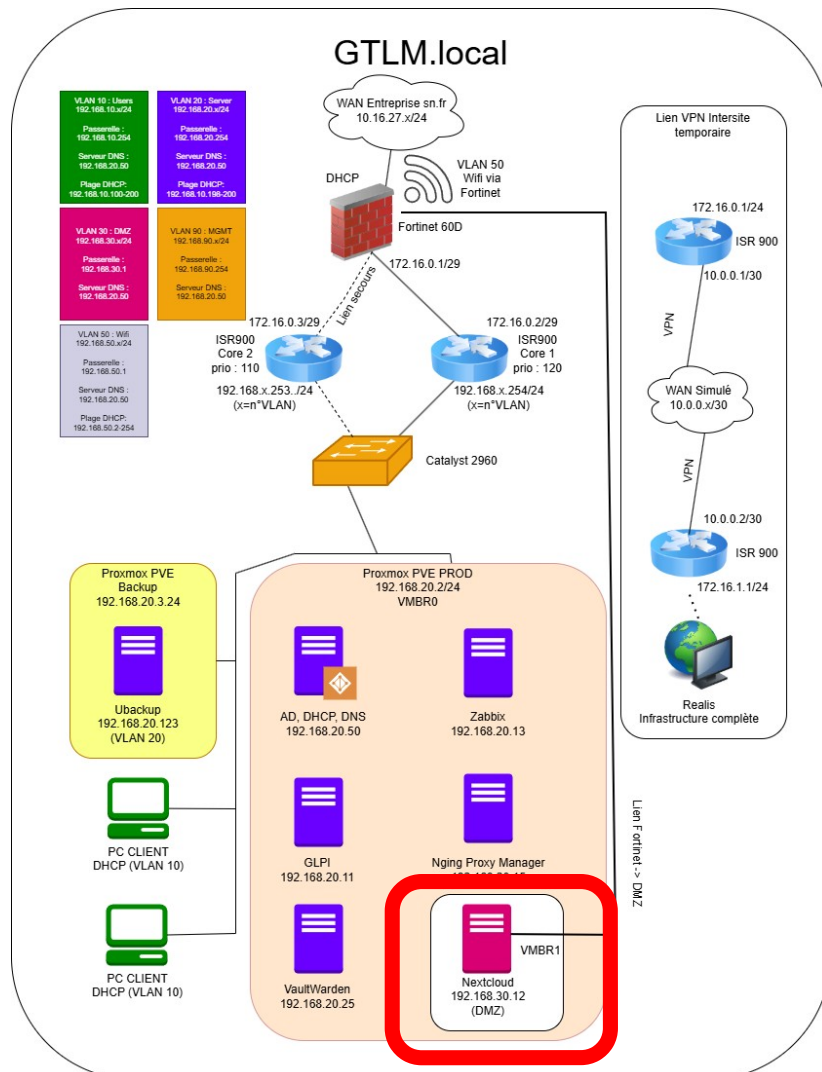 GTLM.local
VLAN 10 : Users
192.168.10.x/24
Passerelle :
192.168.10.254
Serveur DNS :
192.168.20.50
Plage DHCP:
192.168.10.100-200
VLAN 20 : Server
192.168.20.x/24
Passerelle :
192.168.20.254
Serveur DNS :
192.168.20.50
Plage DHCP:
192.168.10.198-200
VLAN 30 : DMZ
192.168.30.x/24
Passerelle :
192.168.30.1
Serveur DNS :
192.168.20.50
VLAN 90 : MGMT
192.168.90.x/24
Passerelle :
192.168.90.254
Serveur DNS :
192.168.20.50
VLAN 50 : Wifi
192.168.50.x/24
Passerelle :
192.168.50.1
Serveur DNS :
192.168.20.50
Plage DHCP:
192.168.50.2-254
WAN Entreprise sn.fr
10.16.27.x/24
DHCP
VLAN 50
Wifi via
Fortinet
Fortinet 60D
172.16.0.1/29
Lien secours
172.16.0.3/29
ISR900
Core 2
prio : 110
192.168.x.253../24
(x=n°VLAN)
172.16.0.2/29
ISR900
Core 1
prio : 120
192.168.x.254/24
(x=n°VLAN)
Catalyst 2960
Lien VPN Intersite
temporaire
172.16.0.1/24
ISR 900
10.0.0.1/30
VPN
WAN Simulé
10.0.0.x/30
VPN
10.0.0.2/30
ISR 900
172.16.1.1/24
Realis
Infrastructure complète
Proxmox PVE
Backup
192.168.20.3.24
Ubackup
192.168.20.123
(VLAN 20)
PC CLIENT
DHCP (VLAN 10)
PC CLIENT
DHCP (VLAN 10)
Proxmox PVE PROD
192.168.20.2/24
VMBR0
AD, DHCP, DNS
192.168.20.50
Zabbix
192.168.20.13
GLPI
192.168.20.11
Nging Proxy Manager
VaultWarden
192.168.20.25
VMBR1
Nextcloud
192.168.30.12
(DMZ)
Lien Fortinet-> DMZ